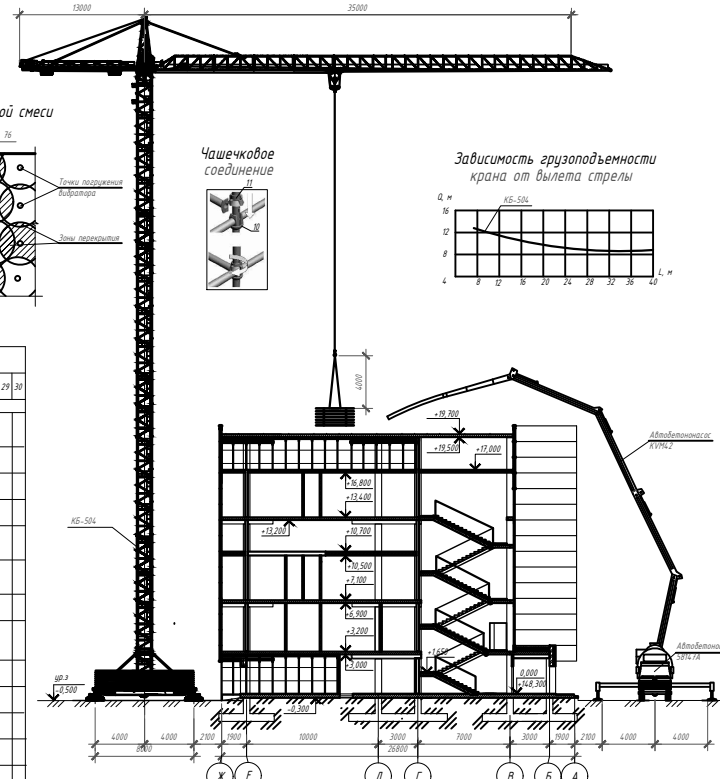 13000
35000
ой смеси
76
Точки погружения
вибратора
Зоны перекрытия
Чашечковое
соединение
11
10
Зависимость грузоподъемности
крана от вылета стрелы
Q, м
КБ-504
16
12
8
4
8 12 16 20 24 28 32 36 40
L, м
29 30
4000
+19,700
+19,500
+17,000
+16,800
+13,400
+13,200
+10,700
+10,500
+7,100
+6,900
+3,200
+3,000
+1,650
0,000
+148,300
-0,300
Автобетононасос
KVM42
КБ-504
Автобетоно
58147А
ур.з
-0,500
4000 4000 2100 1900 10000 3000 7000 3000 1900 2100 4000 4000
8000
26800
Ж Е Д Г В Б А